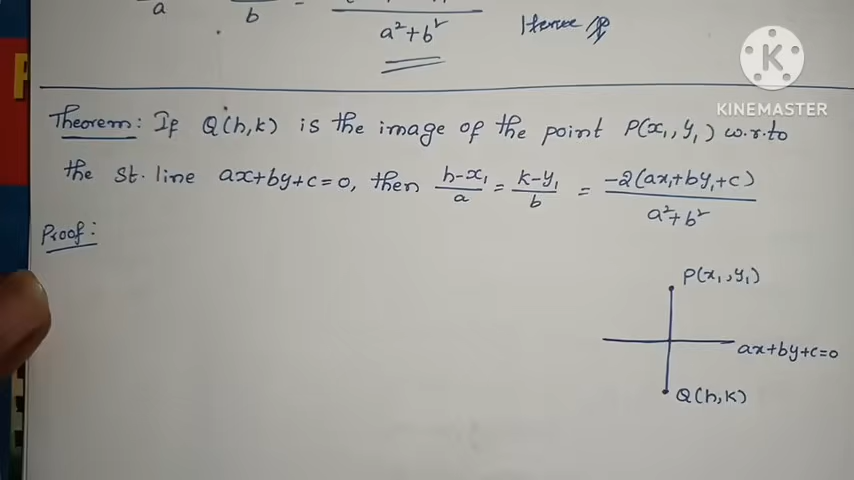 a
b
=
a²+b²
Hence
K
KINEMASTER
Theorem: If Q(h,k) is the image of the point P(x₁,y₁) w.r.to
the st. line ax+by+c=0, then h-x₁/a = k-y₁/b = -2(ax₁+by₁+c)/a²+b²
Proof:
P(x₁,y₁)
ax+by+c=0
Q(h,k)